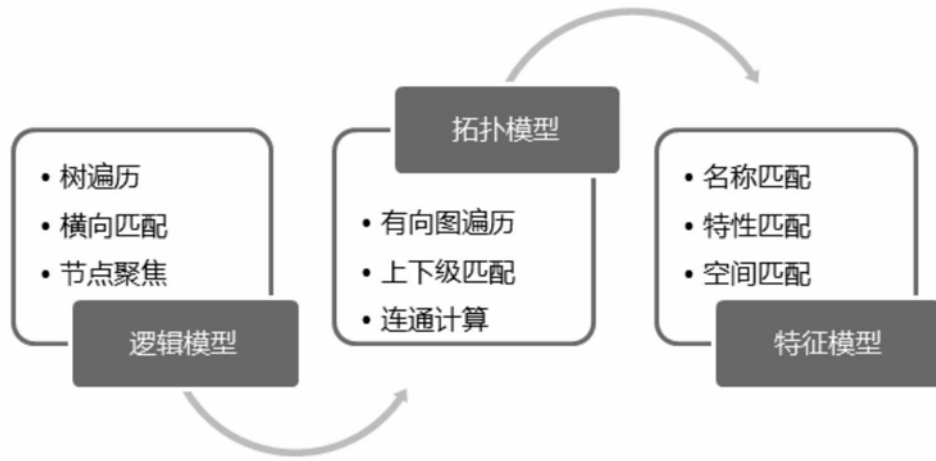 • 树遍历
• 横向匹配
• 节点聚焦
逻辑模型
拓扑模型
• 有向图遍历
• 上下级匹配
• 连通计算
• 名称匹配
• 特性匹配
• 空间匹配
特征模型